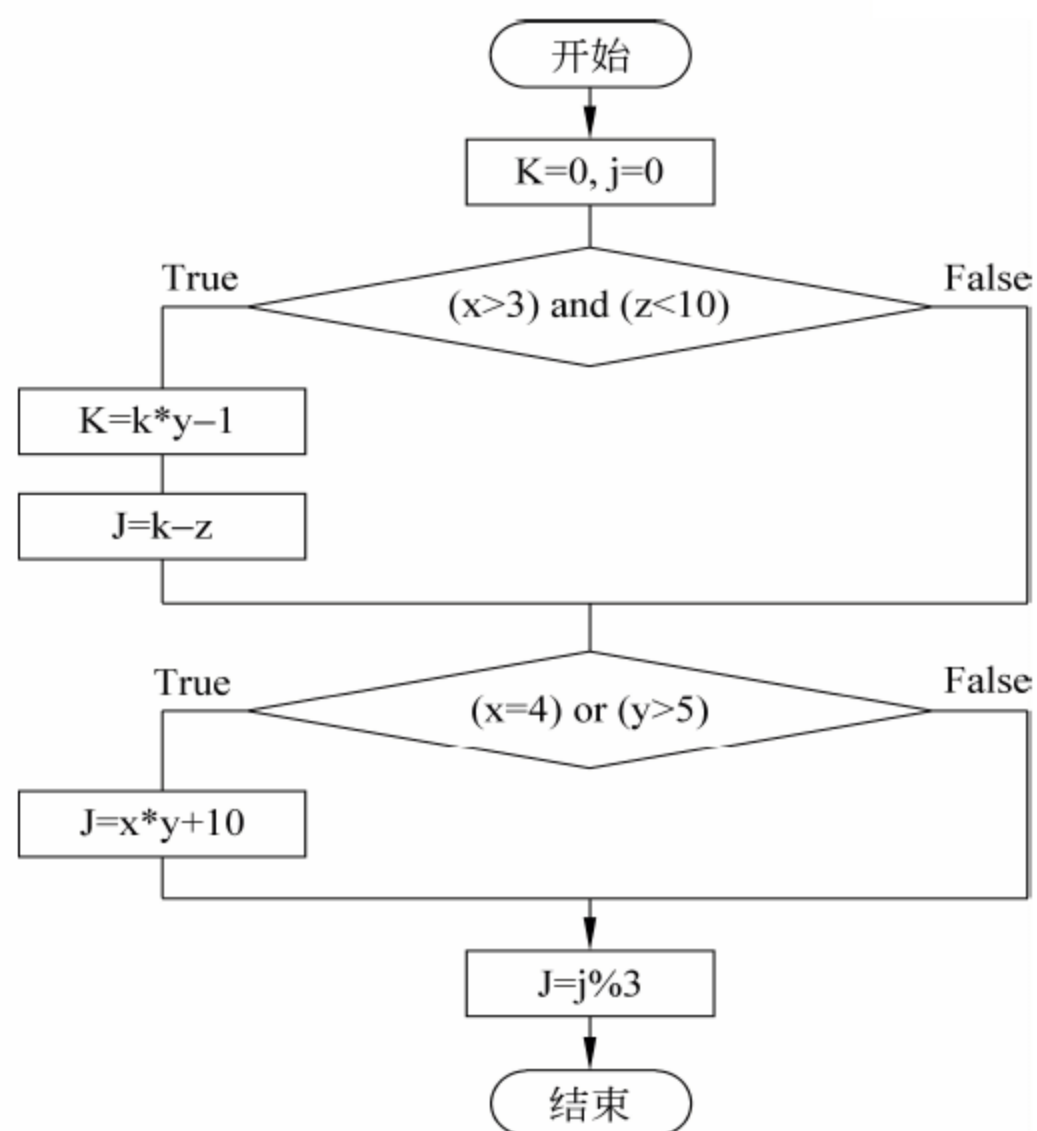 开始
K=0, j=0
True
False
(x>3) and (z<10)
K=k*y−1
J=k−z
True
False
(x=4) or (y>5)
J=x*y+10
J=j%3
结束